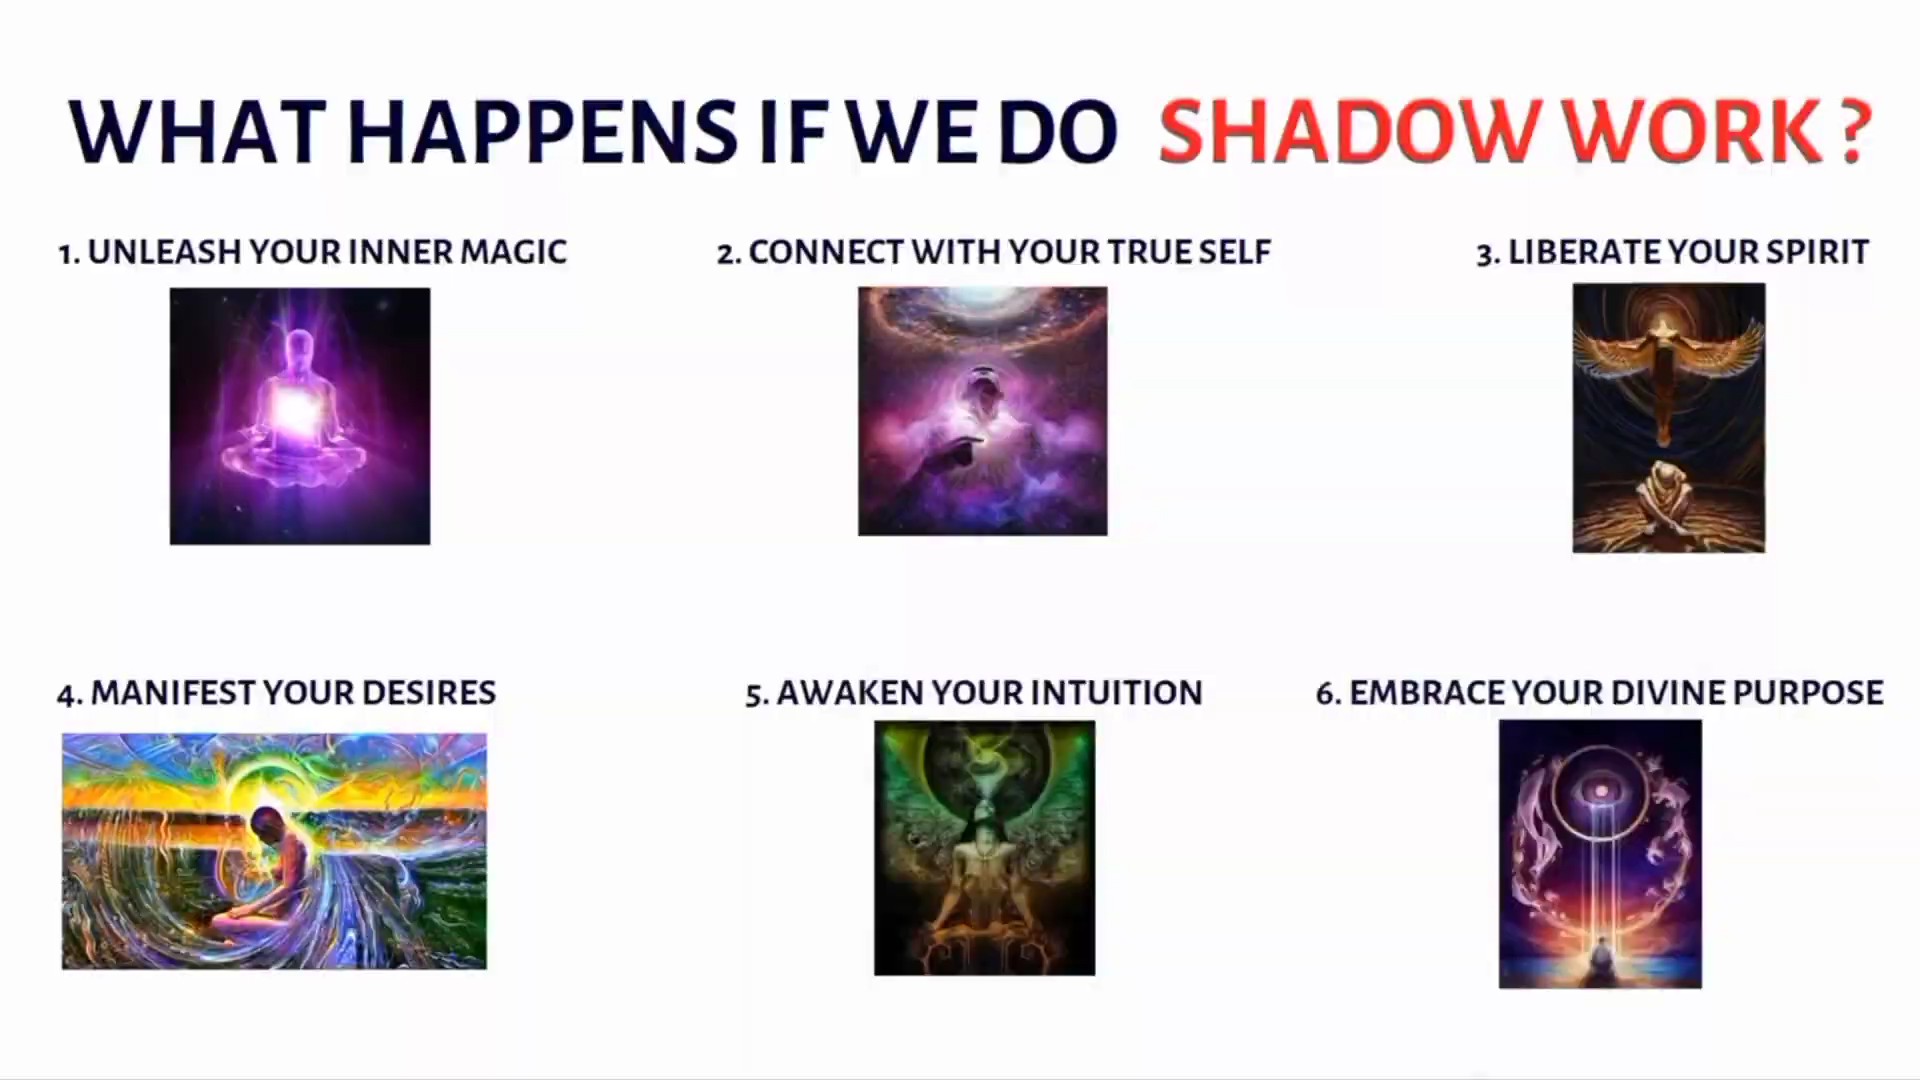 WHAT HAPPENS IF WE DO SHADOW WORK ?
1. UNLEASH YOUR INNER MAGIC
2. CONNECT WITH YOUR TRUE SELF
3. LIBERATE YOUR SPIRIT
4. MANIFEST YOUR DESIRES
5. AWAKEN YOUR INTUITION
6. EMBRACE YOUR DIVINE PURPOSE